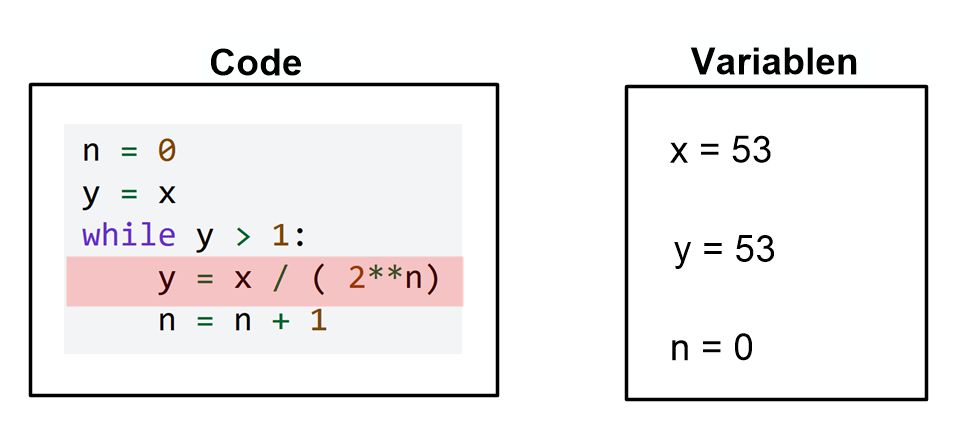 Code
n = 0
y = x
while y > 1:
    y = x / ( 2**n)
    n = n + 1
Variablen
x = 53
y = 53
n = 0